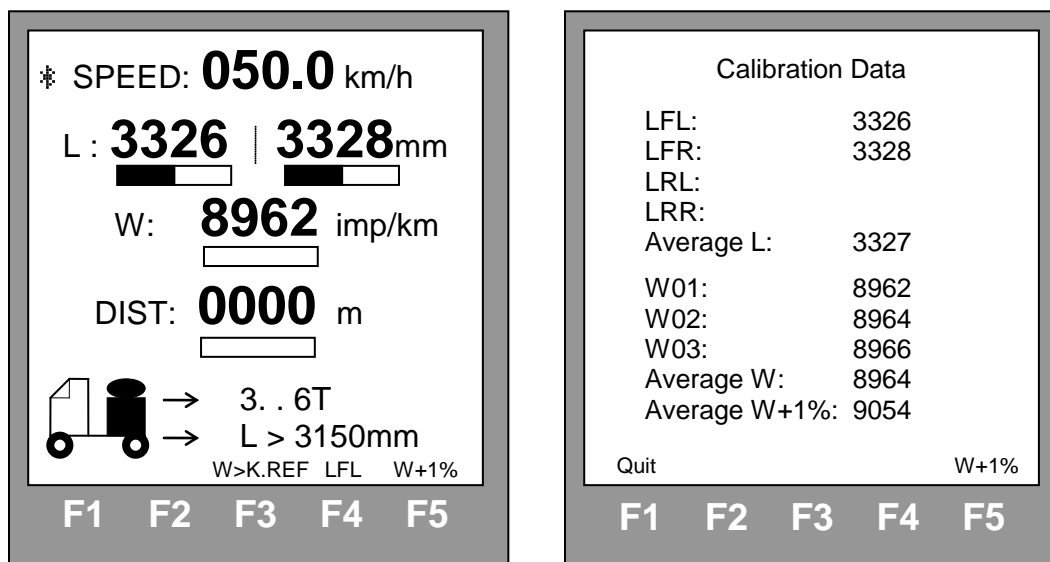 SPEED: 050.0 km/h
L : 3326 3328mm
W: 8962 imp/km
DIST: 0000 m
→ 3. . 6T
→ L > 3150mm
W>K.REF LFL W+1%
F1 F2 F3 F4 F5
Calibration Data
LFL: 3326
LFR: 3328
LRL:
LRR:
Average L: 3327
W01: 8962
W02: 8964
W03: 8966
Average W: 8964
Average W+1%: 9054
Quit W+1%
F1 F2 F3 F4 F5